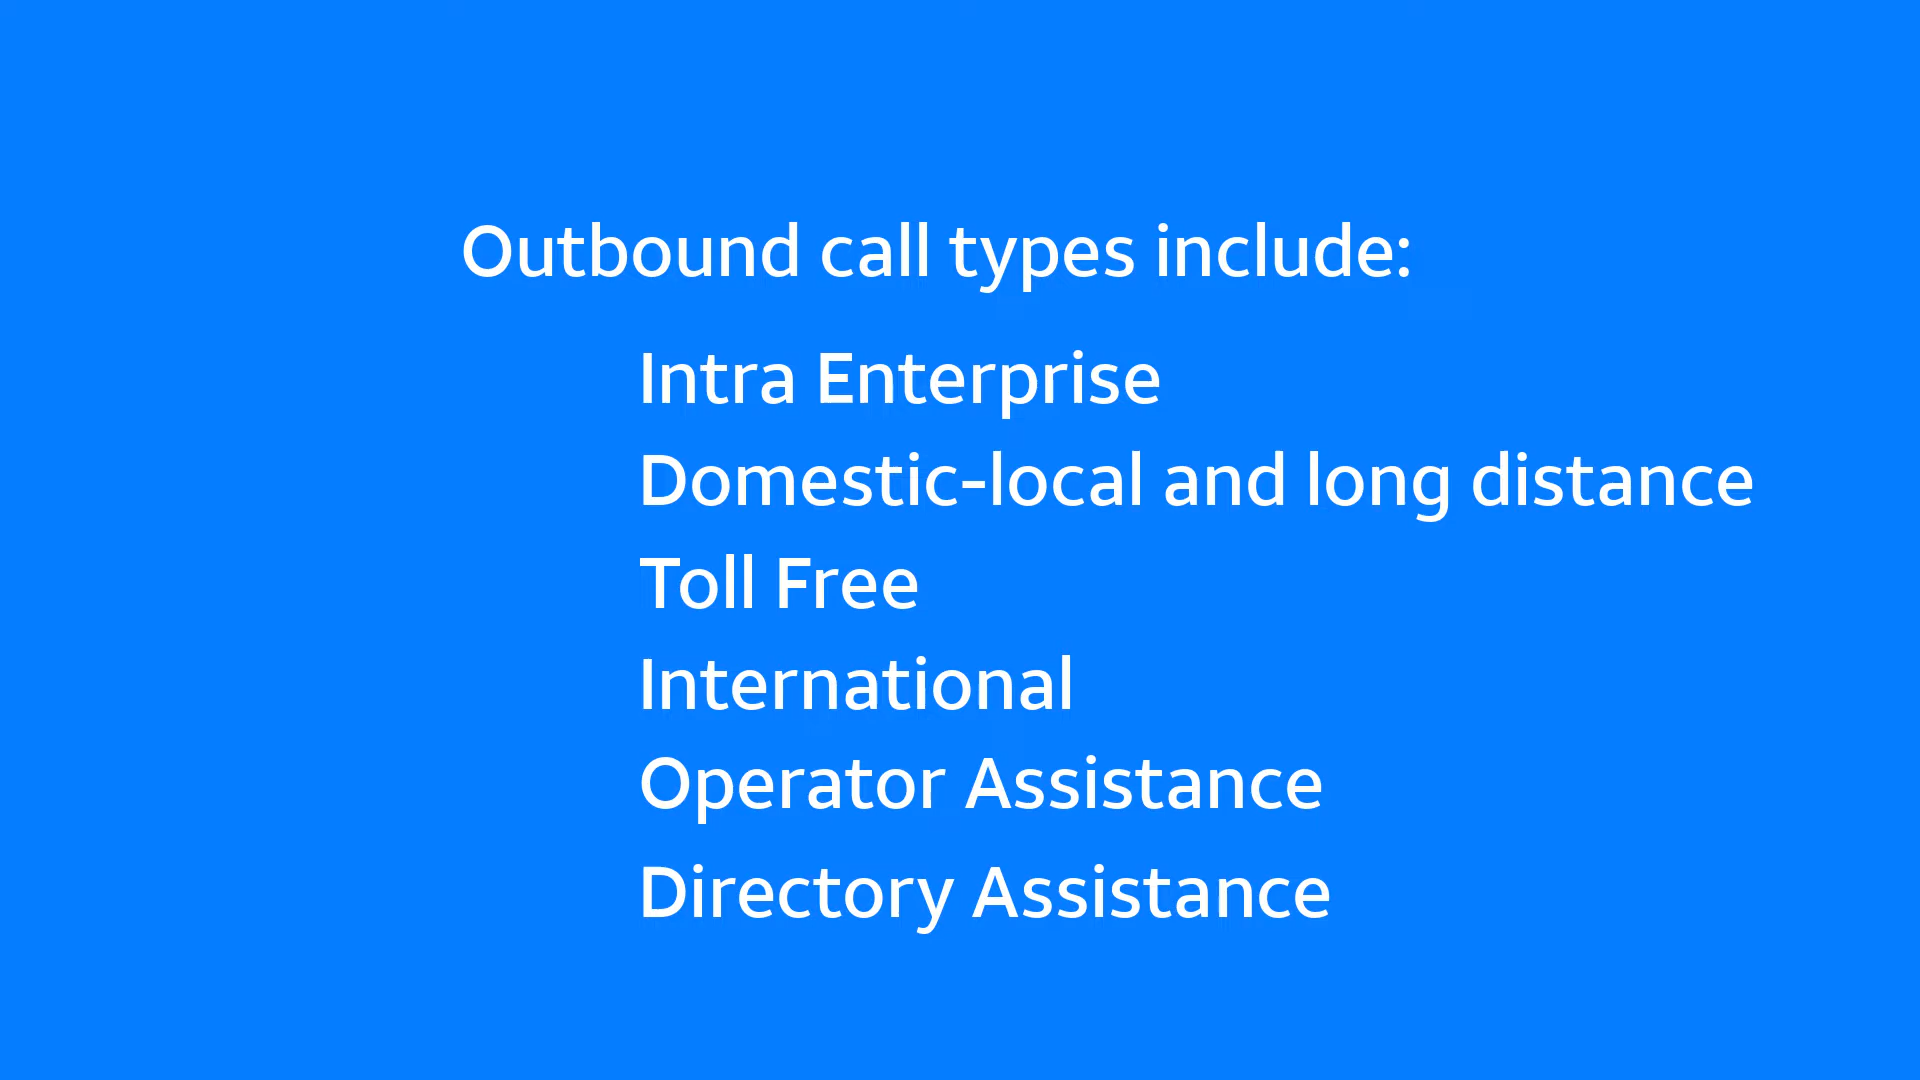 Outbound call types include:
Intra Enterprise
Domestic-local and long distance
Toll Free
International
Operator Assistance
Directory Assistance